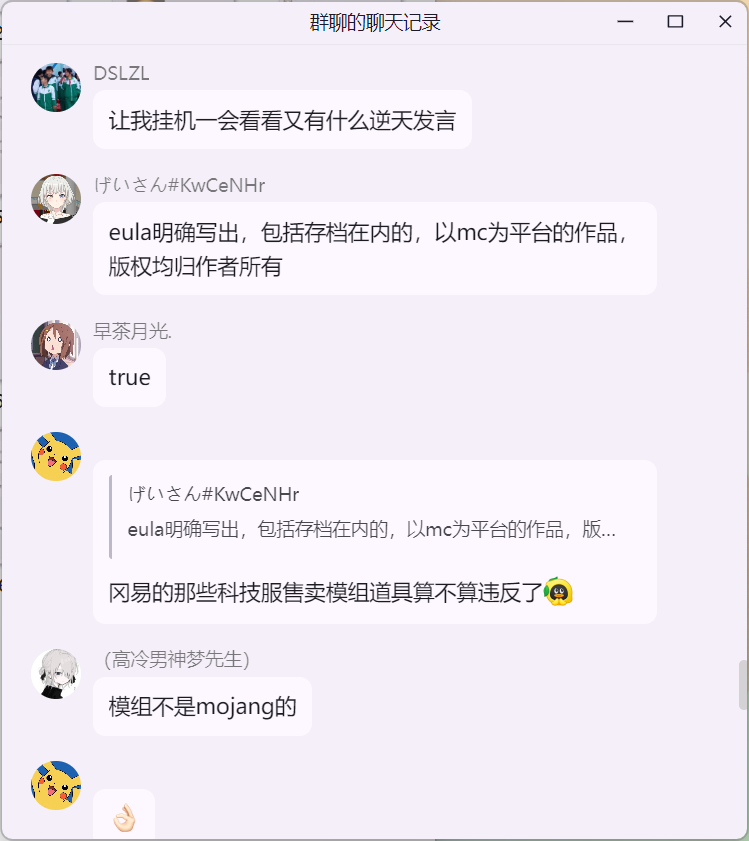 群聊的聊天记录
DSLZL
让我挂机一会看看又有什么逆天发言
げいさん#KwCeNHr
eula明确写出，包括存档在内的，以mc为平台的作品，
版权均归作者所有
早茶月光.
true
げいさん#KwCeNHr
eula明确写出，包括存档在内的，以mc为平台的作品，版...
冈易的那些科技服售卖模组道具算不算违反了
（高冷男神梦先生）
模组不是mojang的